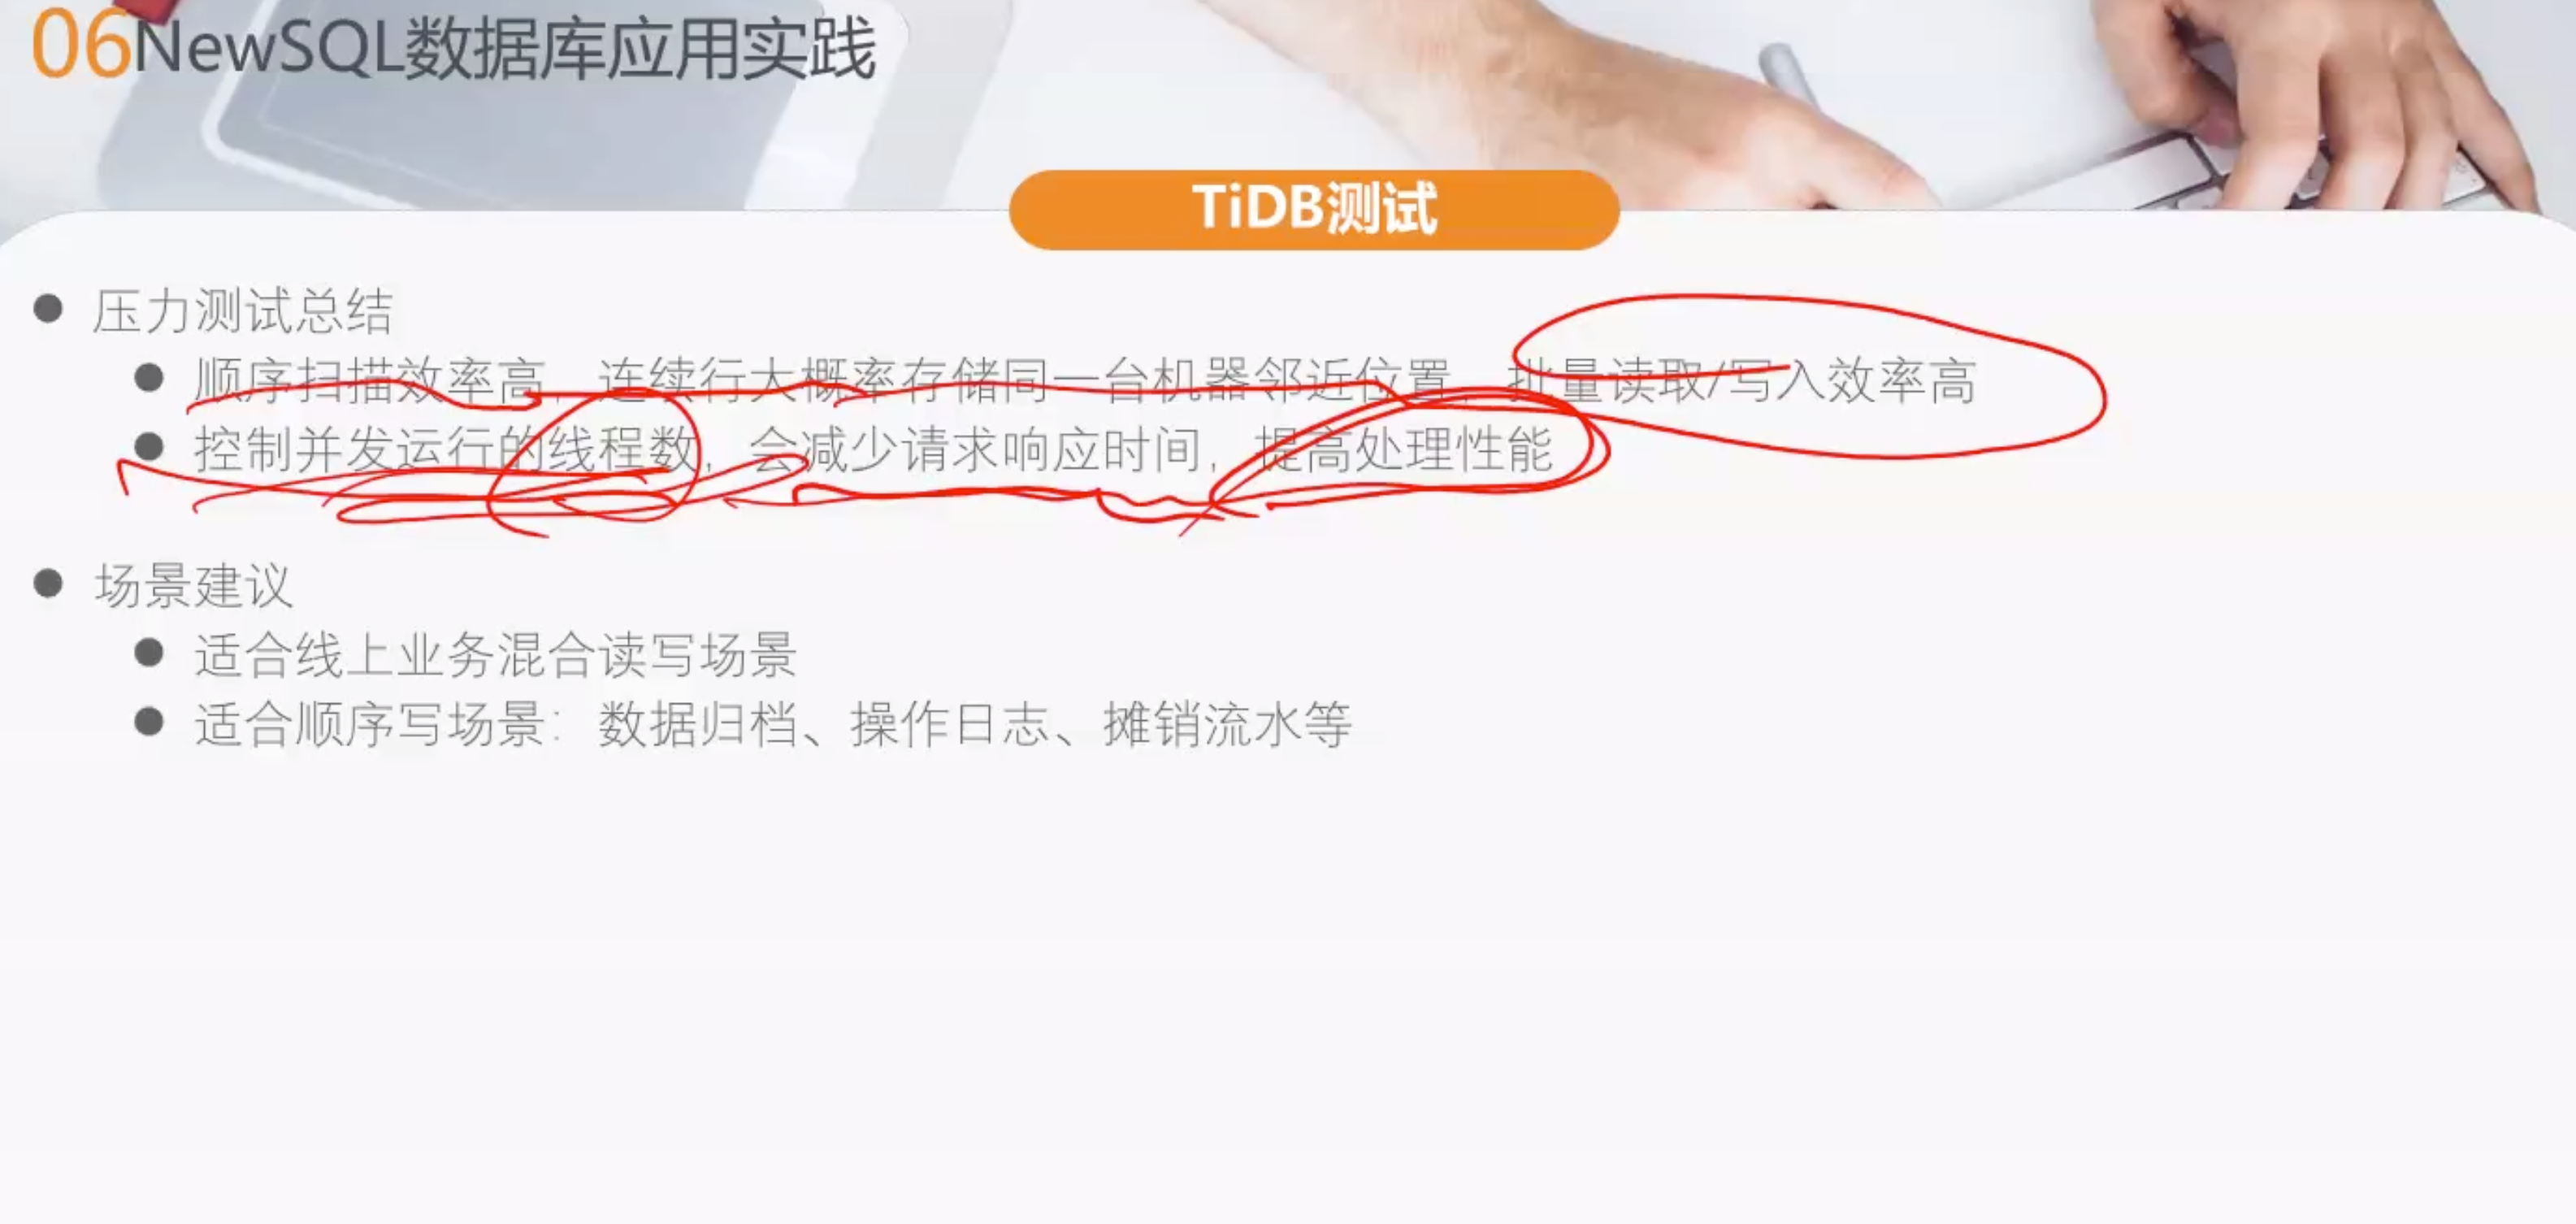 06NewSQL数据库应用实践
TiDB测试
压力测试总结
顺序扫描效率高，连续行大概率存储同一台机器邻近位置，批量读取/写入效率高
控制并发运行的线程数，会减少请求响应时间，提高处理性能
场景建议
适合线上业务混合读写场景
适合顺序写场景：数据归档、操作日志、摊销流水等